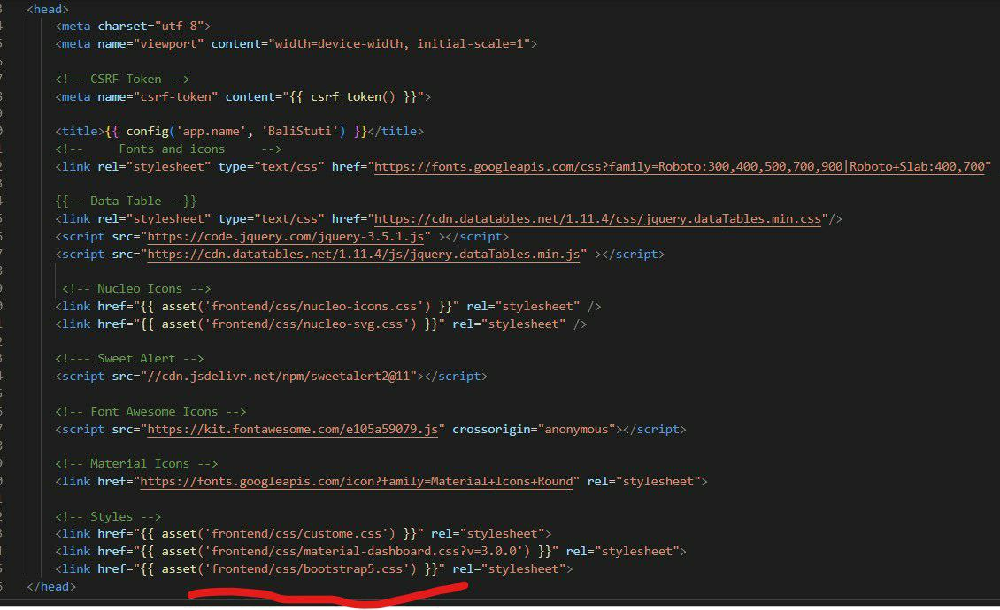 <head>
<meta charset="utf-8">
<meta name="viewport" content="width=device-width, initial-scale=1">
<!-- CSRF Token -->
<meta name="csrf-token" content="{{ csrf_token() }}">
<title>{{ config('app.name', 'BaliStuti') }}</title>
<!--     Fonts and icons     -->
<link rel="stylesheet" type="text/css" href="https://fonts.googleapis.com/css?family=Roboto:300,400,500,700,900|Roboto+Slab:400,700"
{{-- Data Table --}}
<link rel="stylesheet" type="text/css" href="https://cdn.datatables.net/1.11.4/css/jquery.dataTables.min.css"/>
<script src="https://code.jquery.com/jquery-3.5.1.js" ></script>
<script src="https://cdn.datatables.net/1.11.4/js/jquery.dataTables.min.js" ></script>
<!-- Nucleo Icons -->
<link href="{{ asset('frontend/css/nucleo-icons.css') }}" rel="stylesheet" />
<link href="{{ asset('frontend/css/nucleo-svg.css') }}" rel="stylesheet" />
<!--- Sweet Alert -->
<script src="//cdn.jsdelivr.net/npm/sweetalert2@11"></script>
<!-- Font Awesome Icons -->
<script src="https://kit.fontawesome.com/e105a59079.js" crossorigin="anonymous"></script>
<!-- Material Icons -->
<link href="https://fonts.googleapis.com/icon?family=Material+Icons+Round" rel="stylesheet">
<!-- Styles -->
<link href="{{ asset('frontend/css/custome.css') }}" rel="stylesheet">
<link href="{{ asset('frontend/css/material-dashboard.css?v=3.0.0') }}" rel="stylesheet">
<link href="{{ asset('frontend/css/bootstrap5.css') }}" rel="stylesheet">
</head>